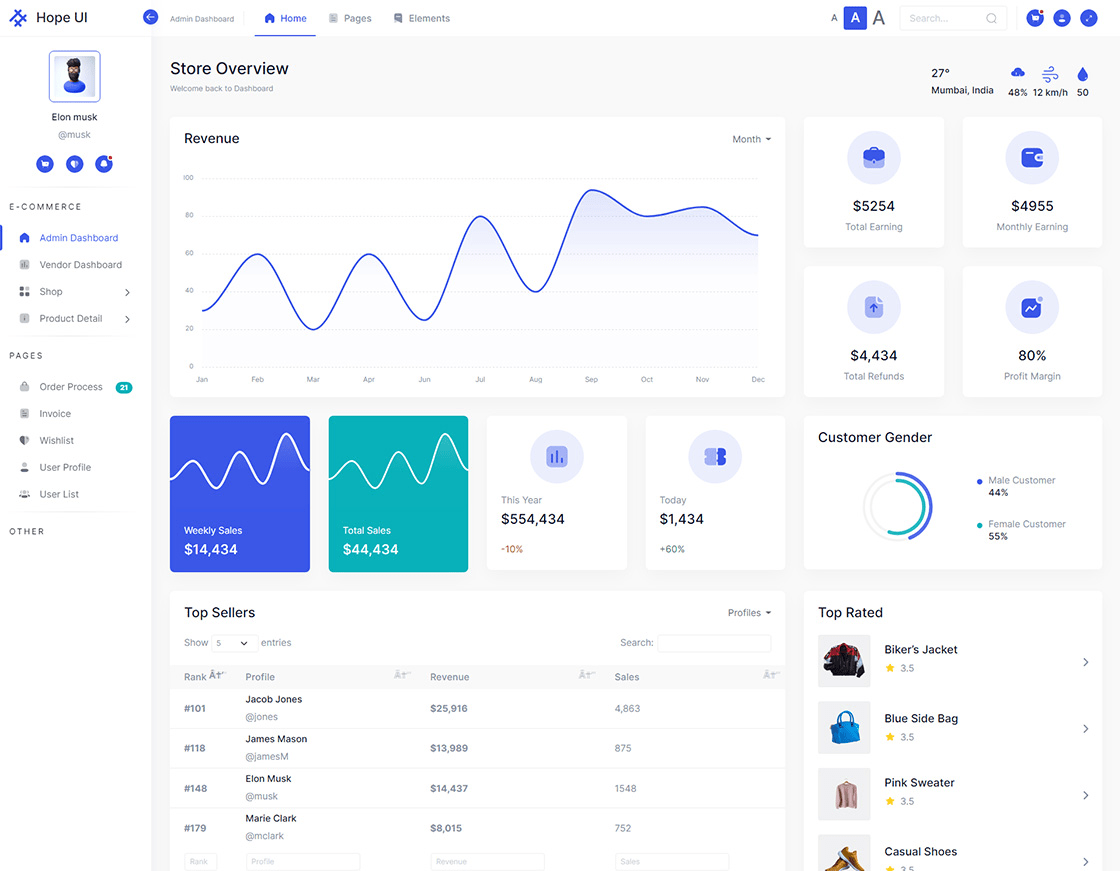 Hope UI
Admin Dashboard
Home
Pages
Elements
A A A
Search...
Elon musk
@musk
E-COMMERCE
Admin Dashboard
Vendor Dashboard
Shop
Product Detail
PAGES
Order Process 21
Invoice
Wishlist
User Profile
User List
OTHER
Store Overview
Welcome back to Dashboard
27°
Mumbai, India
48% 12 km/h 50
Revenue
Month
100
80
60
40
20
0
Jan Feb Mar Apr Jun Jul Aug Sep Oct Nov Dec
$5254
Total Earning
$4955
Monthly Earning
$4,434
Total Refunds
80%
Profit Margin
Weekly Sales
$14,434
Total Sales
$44,434
This Year
$554,434
-10%
Today
$1,434
+60%
Customer Gender
Male Customer
44%
Female Customer
55%
Top Sellers
Profiles
Show 5 entries
Search:
Rank Profile Revenue Sales
#101 Jacob Jones @jones $25,916 4,863
#118 James Mason @jamesM $13,989 875
#148 Elon Musk @musk $14,437 1548
#179 Marie Clark @mclark $8,015 752
Rank Profile Revenue Sales
Top Rated
Biker's Jacket
3.5
Blue Side Bag
3.5
Pink Sweater
3.5
Casual Shoes
3.5